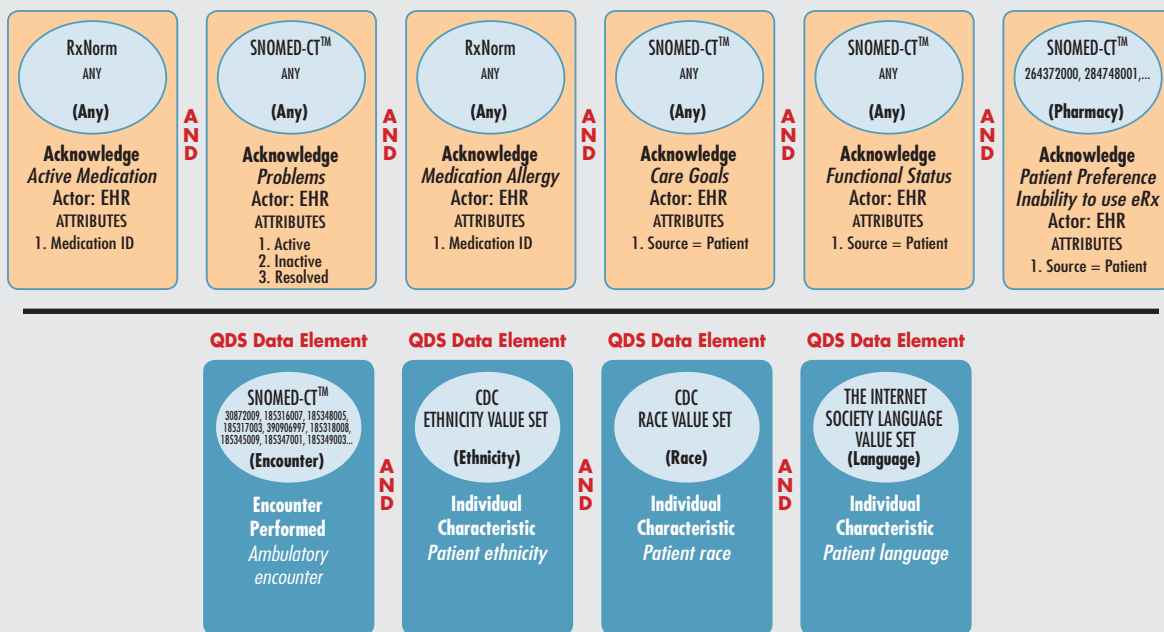 RxNorm
ANY
(Any)
Acknowledge
Active Medication
Actor: EHR
ATTRIBUTES
1. Medication ID
AND
SNOMED-CT™
ANY
(Any)
Acknowledge
Problems
Actor: EHR
ATTRIBUTES
1. Active
2. Inactive
3. Resolved
AND
RxNorm
ANY
(Any)
Acknowledge
Medication Allergy
Actor: EHR
ATTRIBUTES
1. Medication ID
AND
SNOMED-CT™
ANY
(Any)
Acknowledge
Care Goals
Actor: EHR
ATTRIBUTES
1. Source = Patient
AND
SNOMED-CT™
ANY
(Any)
Acknowledge
Functional Status
Actor: EHR
ATTRIBUTES
1. Source = Patient
AND
SNOMED-CT™
264372000, 284748001,...
(Pharmacy)
Acknowledge
Patient Preference
Inability to use eRx
Actor: EHR
ATTRIBUTES
1. Source = Patient
QDS Data Element
SNOMED-CT™
30872009, 185316007, 185348005,
185317003, 390906997, 185318008,
185345009, 185347001, 185349003...
(Encounter)
Encounter
Performed
Ambulatory
encounter
AND
QDS Data Element
CDC
ETHNICITY VALUE SET
(Ethnicity)
Individual
Characteristic
Patient ethnicity
AND
QDS Data Element
CDC
RACE VALUE SET
(Race)
Individual
Characteristic
Patient race
AND
QDS Data Element
THE INTERNET
SOCIETY LANGUAGE
VALUE SET
(Language)
Individual
Characteristic
Patient language